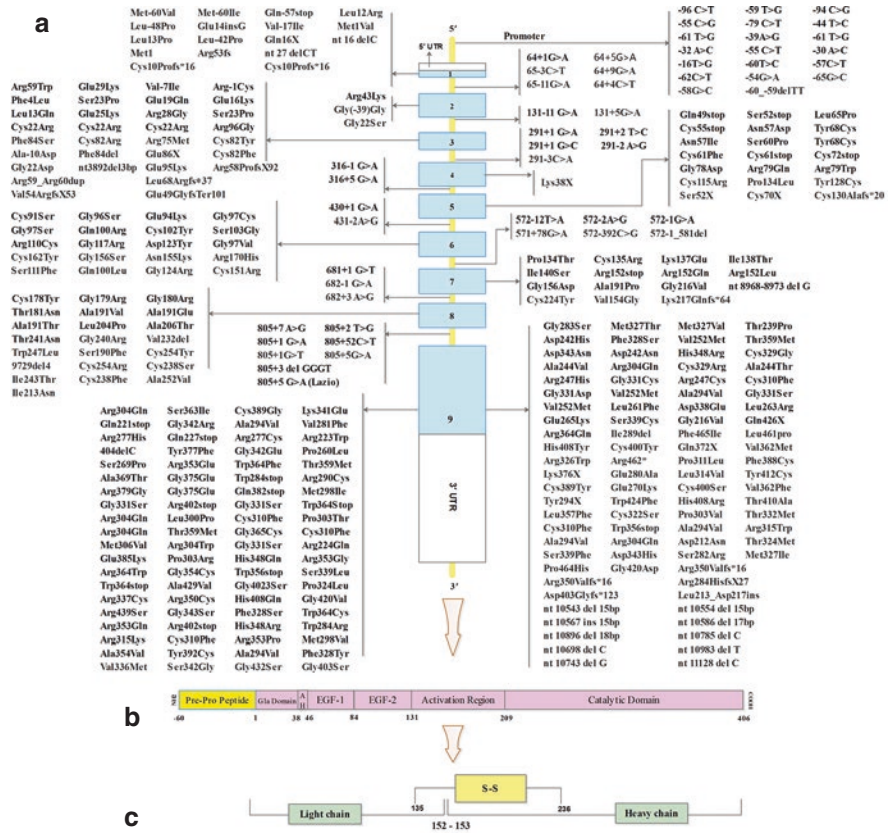 a
Met-60Val Met-60Ile Gln-57stop Leu12Arg
Leu-48Pro Glu14insG Val-17Ile Met1Val
Leu13Pro Leu-42Pro Gln16X nt 16 delC
Met1 Arg53fs nt 27 delCT
Cys10Profs*16 Cys10Profs*16
5'
Promoter
5' UTR
-96 C>T -59 T>G -94 C>G
-55 C>G -79 C>T -44 T>C
-61 T>G -39A>G -61 T>G
-32 A>C -55 C>T -30 A>C
-16T>G -60T>C -57C>T
-62C>T -54G>A -65G>C
-58G>C -60_-59delTT
1
64+1G>A 64+5G>A
65-3C>T 64+9G>A
65-11G>A 64+4C>T
Arg59Trp Glu29Lys Val-7Ile Arg-1Cys
Phe4Leu Ser23Pro Glu19Gln Glu16Lys
Leu13Gln Glu25Lys Arg28Gly Ser23Pro
Cys22Arg Cys22Arg Cys22Arg Arg96Gly
Phe84Ser Cys82Arg Arg75Met Cys82Tyr
Ala-10Asp Phe84del Glu86X Cys82Phe
Gly22Asp nt3892del3bp Glu95Lys Arg58ProfsX92
Arg59_Arg60dup Leu68Argfs*37
Val54ArgfsX53 Glu49GlyfsTer101
Arg43Lys
Gly(-39)Gly
Gly22Ser
2
131-11 G>A 131+5G>A
3
291+1 G>A 291+2 T>C
291+1 G>C 291-2 A>G
291-3C>A
Gln49stop Ser52stop Leu65Pro
Cys55stop Asn57Asp Tyr68Cys
Asn57Ile Ser60Pro Tyr68Cys
Cys61Phe Cys61stop Cys72stop
Gly78Asp Arg79Gln Arg79Trp
Cys115Arg Pro134Leu Tyr128Cys
Ser52X Cys70X Cys130Alafs*20
316-1 G>A
316+5 G>A
4
Lys38X
430+1 G>A
431-2A>G
5
Cys91Ser Gly96Ser Glu94Lys Gly97Cys
Gly97Ser Gln100Arg Cys102Tyr Ser103Gly
Arg110Cys Gly117Arg Asp123Tyr Gly97Val
Cys162Tyr Gly156Ser Asn155Lys Arg170His
Ser111Phe Gln100Leu Gly124Arg Cys151Arg
6
572-12T>A 572-2A>G 572-1G>A
571+78G>A 572-392C>G 572-1_581del
681+1 G>T
682-1 G>A
682+3 A>G
7
Pro134Thr Cys135Arg Lys137Glu Ile138Thr
Ile140Ser Arg152stop Arg152Gln Arg152Leu
Gly156Asp Ala191Pro Gly216Val nt 8968-8973 del G
Cys224Tyr Val154Gly Lys217Glnfs*64
Cys178Tyr Gly179Arg Gly180Arg
Thr181Asn Ala191Val Ala191Glu
Ala191Thr Leu204Pro Ala206Thr
Thr241Asn Gly240Arg Val232del
Trp247Leu Ser190Phe Cys254Tyr
9729del4 Cys254Arg Cys238Ser
Ile243Thr Cys238Phe Ala252Val
Ile213Asn
8
805+7 A>G 805+2 T>G
805+1 G>A 805+52C>T
805+1G>T 805+5G>A
805+3 del GGGT
805+5 G>A (Lazio)
9
3' UTR
3'
Arg304Gln Ser363Ile Cys389Gly Lys341Glu
Gln221stop Gly342Arg Ala294Val Val281Phe
Arg277His Gln227stop Arg277Cys Arg223Trp
404delC Tyr377Phe Gly342Glu Pro260Leu
Ser269Pro Arg353Glu Trp364Phe Thr359Met
Ala369Thr Gly375Glu Trp284stop Arg290Cys
Arg379Gly Gly375Glu Gln382stop Met298Ile
Gly331Ser Arg402stop Gly331Ser Trp364Stop
Arg304Gln Leu300Pro Cys310Phe Pro303Thr
Arg304Gln Thr359Met Gly365Cys Cys310Phe
Met306Val Arg304Trp Gly331Ser Arg224Gln
Glu385Lys Pro303Arg His348Gln Arg353Gly
Arg364Trp Gly354Cys Trp356stop Ser339Leu
Trp364stop Ala429Val Gly4023Ser Pro324Leu
Arg337Cys Arg350Cys His408Gln Gly420Val
Arg439Ser Gly343Ser Phe328Ser Trp364Cys
Arg353Gln Arg402stop His348Arg Trp284Arg
Arg315Lys Cys310Phe Arg353Pro Met298Val
Ala354Val Tyr392Cys Ala294Val Phe328Tyr
Val336Met Ser342Gly Gly432Ser Gly403Ser
Gly283Ser Met327Thr Met327Val Thr239Pro
Asp242His Phe328Ser Val252Met Thr359Met
Asp343Asn Asp242Asn His348Arg Cys329Gly
Ala244Val Arg304Gln Cys329Arg Ala244Thr
Arg247His Gly331Cys Arg247Cys Cys310Phe
Gly331Asp Val252Met Ala294Val Gly331Ser
Val252Met Leu261Phe Asp338Glu Leu263Arg
Glu265Lys Ser339Cys Gly216Val Gln426X
Arg364Gln Ile289del Phe465Ile Leu461pro
His408Tyr Cys400Tyr Gln372X Val362Met
Arg326Trp Arg462* Pro311Leu Phe388Cys
Lys376X Glu280Ala Leu314Val Tyr412Cys
Cys389Tyr Glu270Lys Cys400Ser Val362Phe
Tyr294X Trp424Phe His408Arg Thr410Ala
Leu357Phe Cys322Ser Pro303Val Thr332Met
Cys310Phe Trp356stop Ala294Val Arg315Trp
Ala294Val Arg304Gln Asp212Asn Thr324Met
Ser339Phe Asp343His Ser282Arg Met327Ile
Pro464His Gly420Asp Arg350Valfs*16
Arg350Valfs*16 Arg284HisfsX27
Asp403Glyfs*123 Leu213_Asp217ins
nt 10543 del 15bp nt 10554 del 15bp
nt 10567 ins 15bp nt 10586 del 17bp
nt 10896 del 18bp nt 10785 del C
nt 10698 del C nt 10983 del T
nt 10743 del G nt 11128 del C
b
NH2 Pre-Pro Peptide Gla Domain AH EGF-1 EGF-2 Activation Region Catalytic Domain COOH
-60 1 38 46 84 131 209 406
c
S-S
Light chain 135 236 Heavy chain
152 - 153